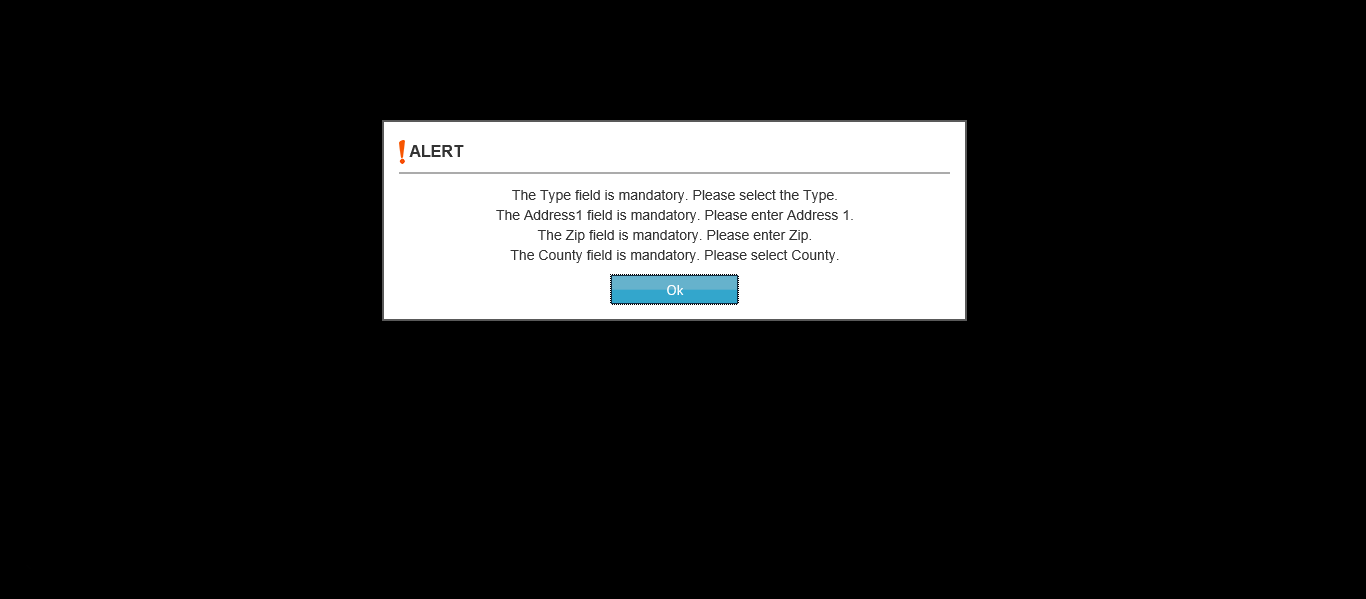 ALERT
The Type field is mandatory. Please select the Type.
The Address1 field is mandatory. Please enter Address 1.
The Zip field is mandatory. Please enter Zip.
The County field is mandatory. Please select County.
Ok